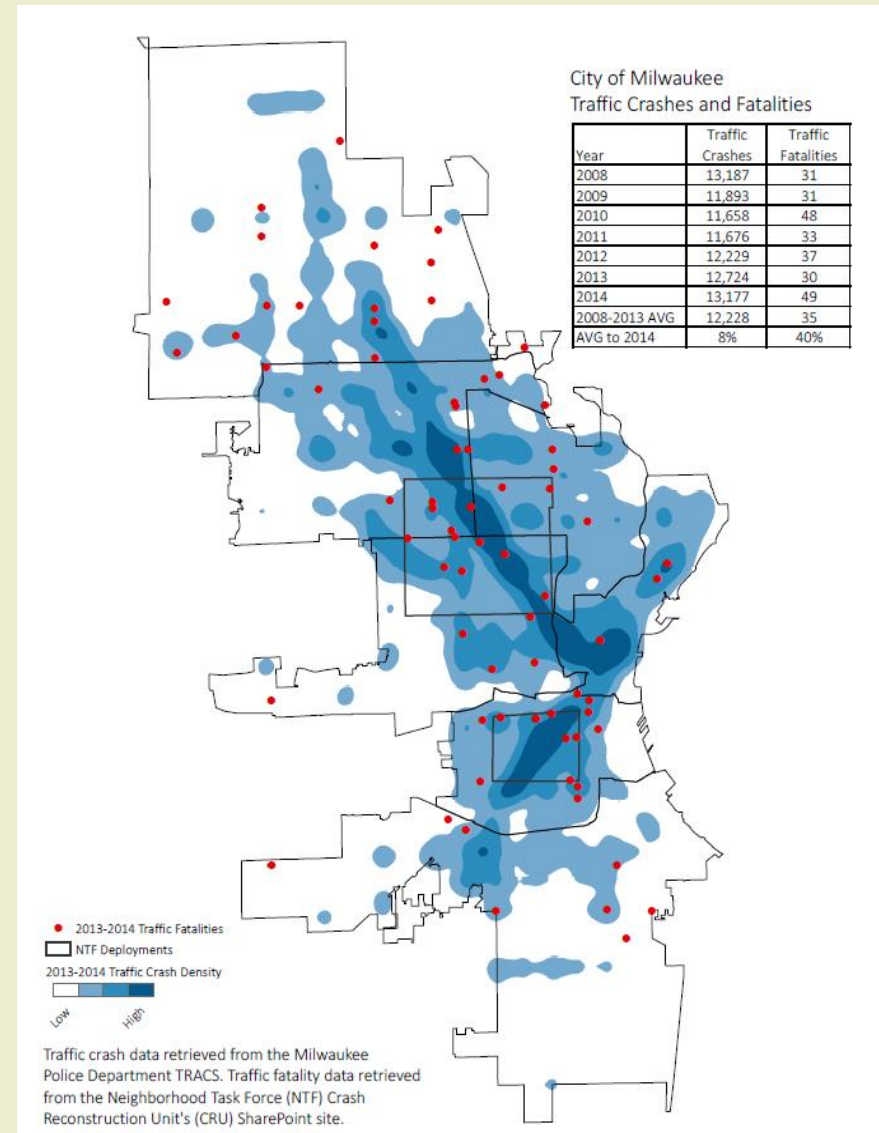 City of Milwaukee
Traffic Crashes and Fatalities
Year Traffic Crashes Traffic Fatalities
2008 13,187 31
2009 11,893 31
2010 11,658 48
2011 11,676 33
2012 12,229 37
2013 12,724 30
2014 13,177 49
2008-2013 AVG 12,228 35
AVG to 2014 8% 40%
2013-2014 Traffic Fatalities
NTF Deployments
2013-2014 Traffic Crash Density
Low High
Traffic crash data retrieved from the Milwaukee
Police Department TRACS. Traffic fatality data retrieved
from the Neighborhood Task Force (NTF) Crash
Reconstruction Unit's (CRU) SharePoint site.